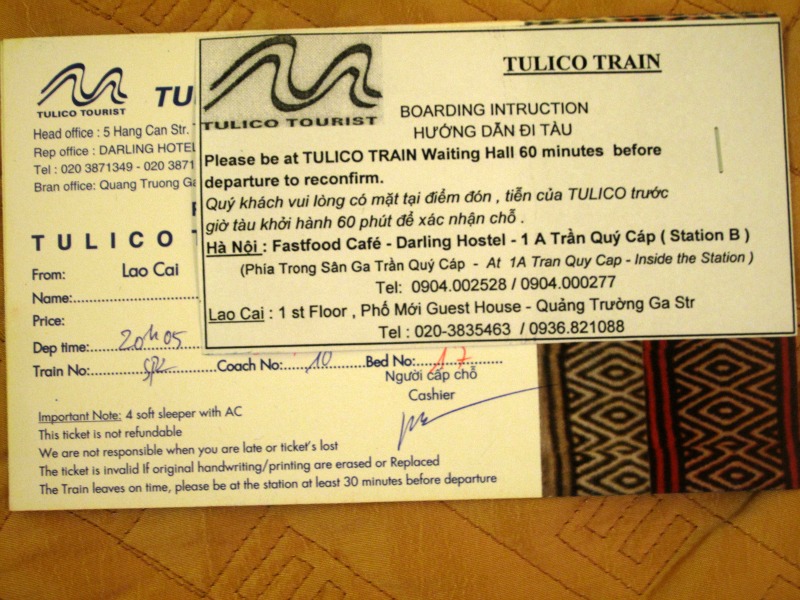 TULICO TOURIST
TU
Head office : 5 Hang Can Str.
Rep office : DARLING HOTEL
Tel : 020 3871349 - 020 3871
Bran office: Quang Truong Ga
TULICO
From: Lao Cai
Name:
Price:
Dep time: 20h05
Train No: SP2 Coach No: 10 Bed No: 17
Người cấp chỗ
Cashier
Important Note: 4 soft sleeper with AC
This ticket is not refundable
We are not responsible when you are late or ticket's lost
The ticket is invalid If original handwriting/printing are erased or Replaced
The Train leaves on time, please be at the station at least 30 minutes before departure
TULICO TOURIST
TULICO TRAIN
BOARDING INTRUCTION
HƯỚNG DẪN ĐI TÀU
Please be at TULICO TRAIN Waiting Hall 60 minutes before
departure to reconfirm.
Quý khách vui lòng có mặt tại điểm đón , tiễn của TULICO trước
giờ tàu khởi hành 60 phút để xác nhận chỗ .
Hà Nội : Fastfood Café - Darling Hostel - 1 A Trần Quý Cáp ( Station B )
(Phía Trong Sân Ga Trần Quý Cáp - At 1A Tran Quy Cap - Inside the Station )
Tel: 0904.002528 / 0904.000277
Lao Cai : 1 st Floor , Phố Mới Guest House - Quảng Trường Ga Str
Tel : 020-3835463 / 0936.821088